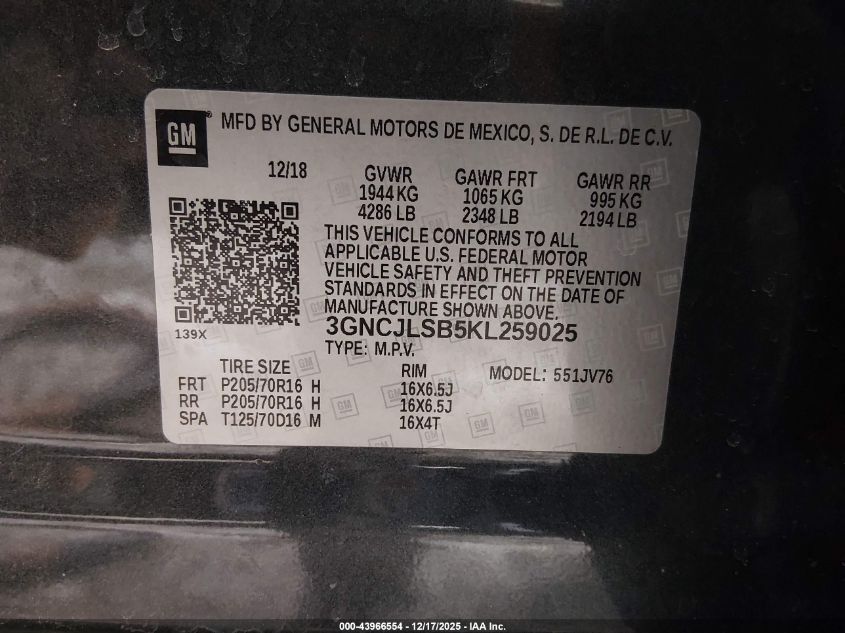 GM
MFD BY GENERAL MOTORS DE MEXICO, S. DE R.L. DE C.V.
12/18 GVWR GAWR FRT GAWR RR
1944 KG 1065 KG 995 KG
4286 LB 2348 LB 2194 LB
THIS VEHICLE CONFORMS TO ALL
APPLICABLE U.S. FEDERAL MOTOR
VEHICLE SAFETY AND THEFT PREVENTION
STANDARDS IN EFFECT ON THE DATE OF
MANUFACTURE SHOWN ABOVE.
139X
3GNCJLSB5KL259025
TYPE: M.P.V.
TIRE SIZE RIM MODEL: 551JV76
FRT P205/70R16 H 16X6.5J
RR P205/70R16 H 16X6.5J
SPA T125/70D16 M 16X4T
000-43966554 - 12/17/2025 - IAA Inc.